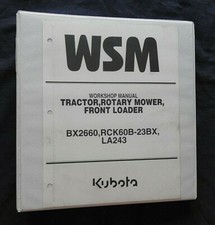 WSM
WORKSHOP MANUAL
TRACTOR,ROTARY MOWER,
FRONT LOADER
BX2660,RCK60B-23BX,
LA243
Kubota